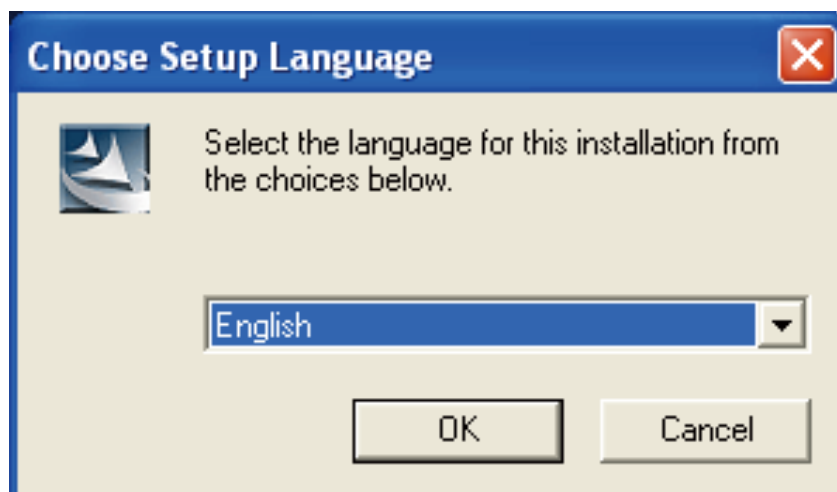 Choose Setup Language
Select the language for this installation from
the choices below.
English
OK
Cancel